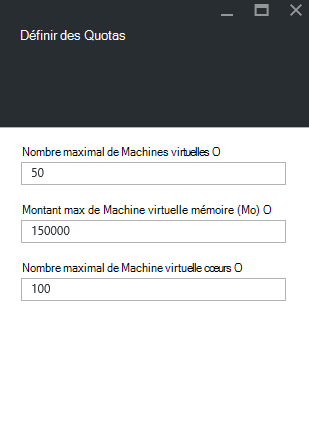 Définir des Quotas
Nombre maximal de Machines virtuelles O
50
Montant max de Machine virtuelle mémoire (Mo) O
150000
Nombre maximal de Machine virtuelle cœurs O
100